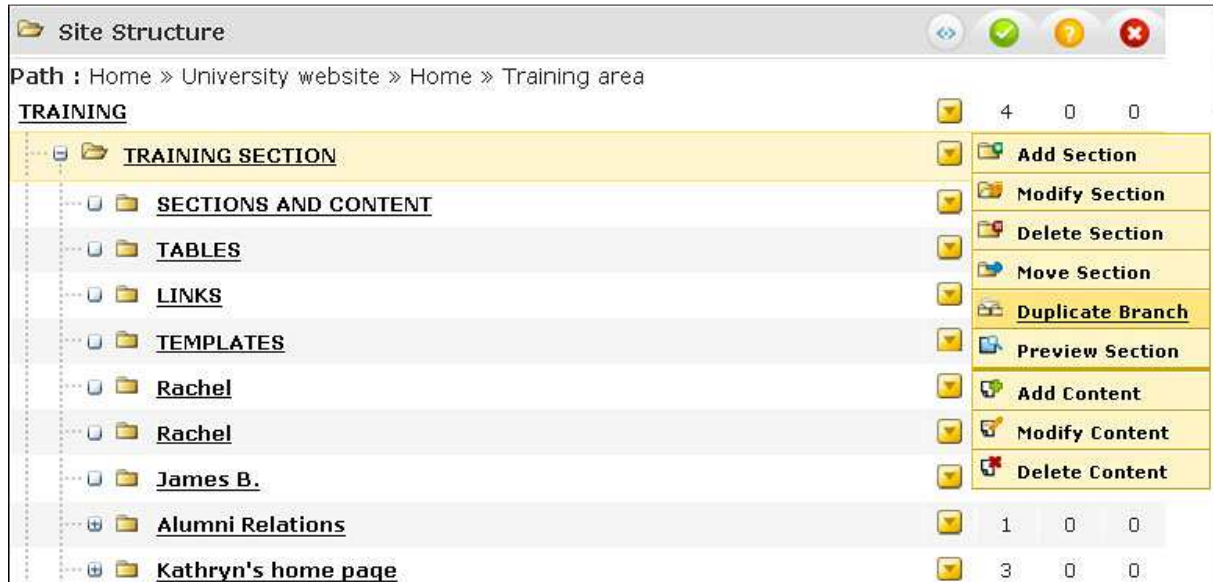 Site Structure
Path : Home » University website » Home » Training area
TRAINING 4 0 0
TRAINING SECTION
SECTIONS AND CONTENT
TABLES
LINKS
TEMPLATES
Rachel
Rachel
James B.
Alumni Relations 1 0 0
Kathryn's home page 3 0 0
Add Section
Modify Section
Delete Section
Move Section
Duplicate Branch
Preview Section
Add Content
Modify Content
Delete Content